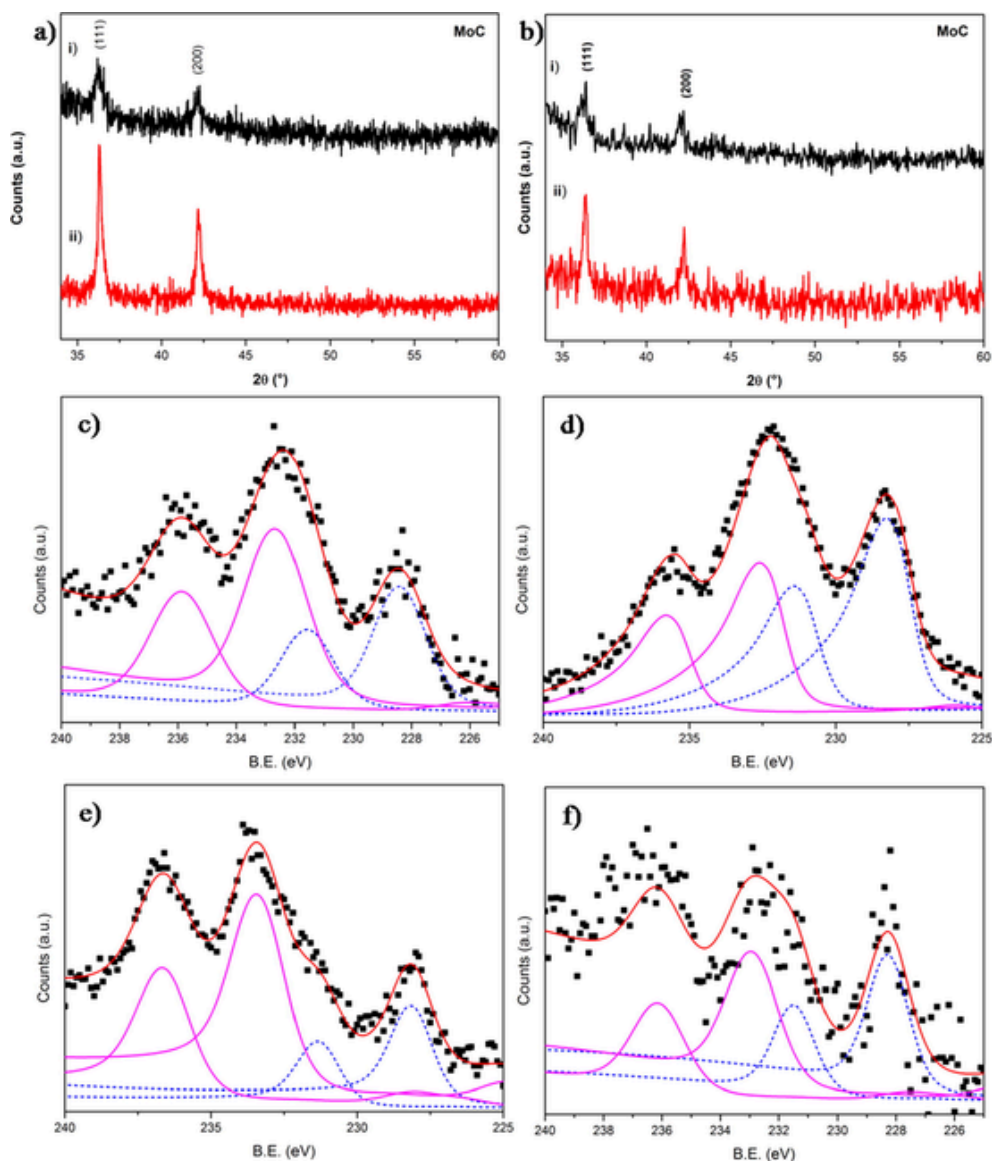 a)
MoC
i)
(111)
(200)
ii)
Counts (a.u.)
35 40 45 50 55 60
2θ (°)
b)
MoC
i)
(111)
(200)
ii)
Counts (a.u.)
35 40 45 50 55 60
2θ (°)
c)
Counts (a.u.)
240 238 236 234 232 230 228 226
B.E. (eV)
d)
Counts (a.u.)
240 235 230 225
B.E. (eV)
e)
Counts (a.u.)
240 235 230 225
B.E. (eV)
f)
Counts (a.u.)
240 238 236 234 232 230 228 226
B.E. (eV)